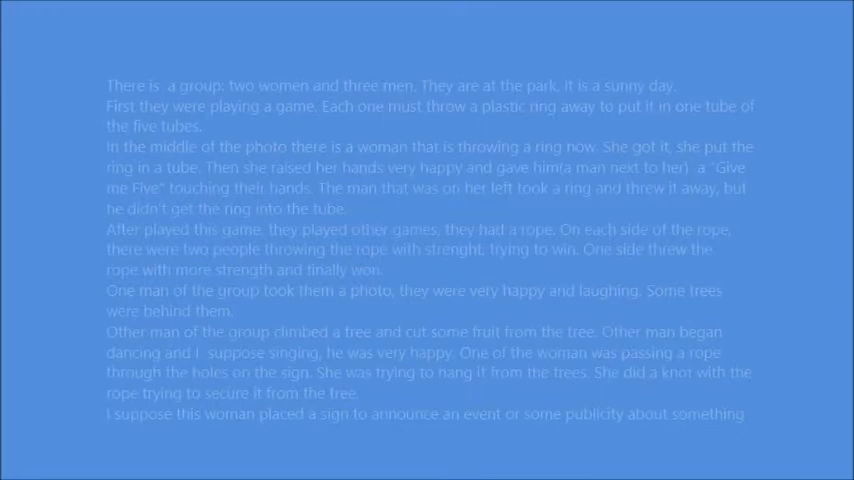 There is  a group: two women and three men. They are at the park. It is a sunny day.
First they were playing a game. Each one must throw a plastic ring away to put it in one tube of
the five tubes.
In the middle of the photo there is a woman that is throwing a ring now. She got it, she put the
ring in a tube. Then she raised her hands very happy and gave him(a man next to her)  a "Give
me Five" touching their hands. The man that was on her left took a ring and threw it away, but
he didn't get the ring into the tube.
After played this game, they played other games, they had a rope. On each side of the rope,
there were two people throwing the rope with strenght, trying to win. One side threw the
rope with more strength and finally won.
One man of the group took them a photo, they were very happy and laughing. Some trees
were behind them.
Other man of the group climbed a tree and cut some fruit from the tree. Other man began
dancing and I  suppose singing, he was very happy. One of the woman was passing a rope
through the holes on the sign. She was trying to hang it from the trees. She did a knot with the
rope trying to secure it from the tree.
I suppose this woman placed a sign to announce an event or some publicity about something